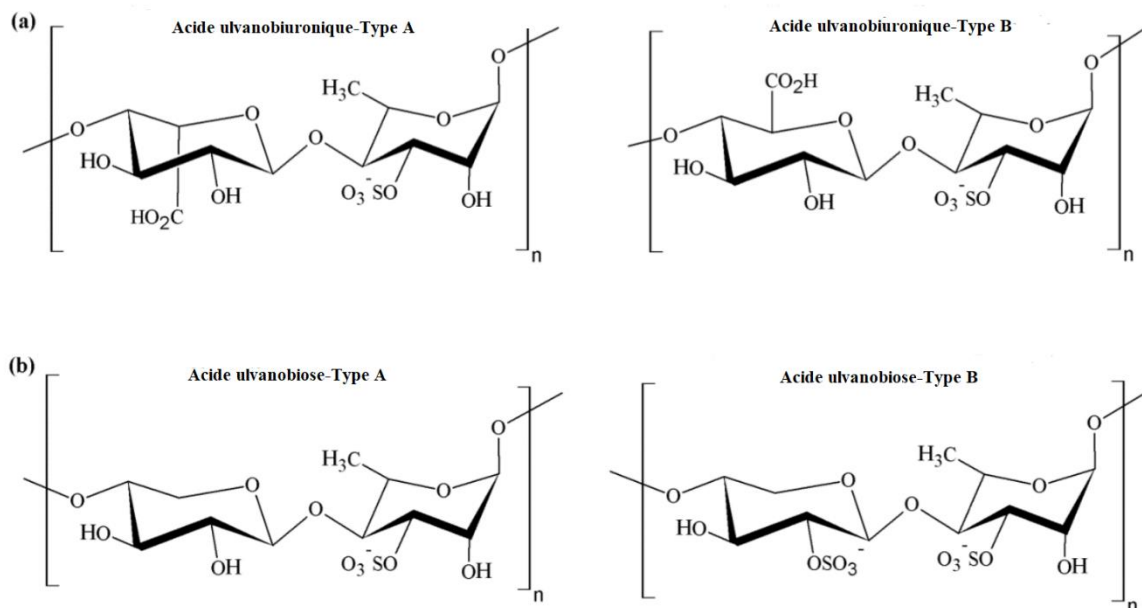 (a)
Acide ulvanobiuronique-Type A
O
H₃C
O
O
O
O
HO
OH
HO₂C
O₃⁻SO
OH
n
Acide ulvanobiuronique-Type B
O
CO₂H
H₃C
O
O
O
O
HO
OH
O₃⁻SO
OH
n
(b)
Acide ulvanobiose-Type A
O
H₃C
O
O
O
O
HO
OH
O₃⁻SO
OH
n
Acide ulvanobiose-Type B
O
H₃C
O
O
O
O
HO
OSO₃⁻
O₃⁻SO
OH
n